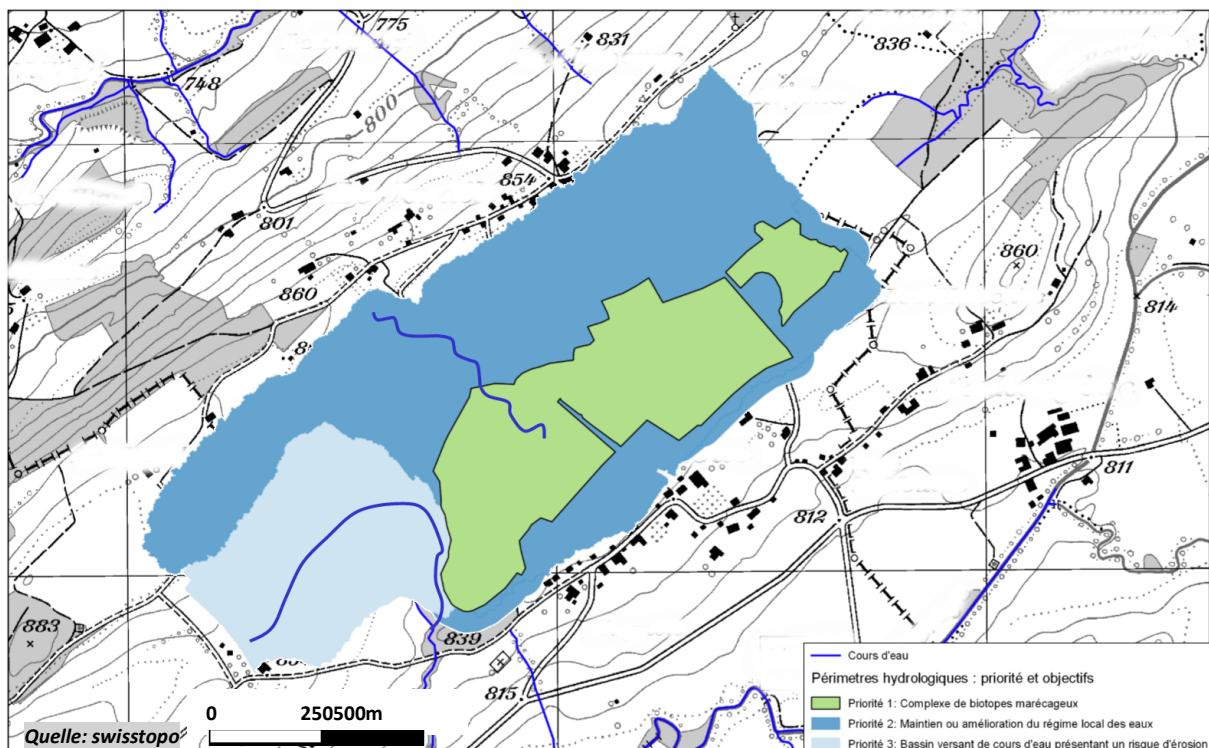 775
831
836
748
800
854
801
860
860
814
811
812
883
839
815
0 250500m
Quelle: swisstopo
Cours d'eau
Périmetres hydrologiques : priorité et objectifs
Priorité 1: Complexe de biotopes marécageux
Priorité 2: Maintien ou amélioration du régime local des eaux
Priorité 3: Bassin versant de cours d'eau présentant un risque d'érosion